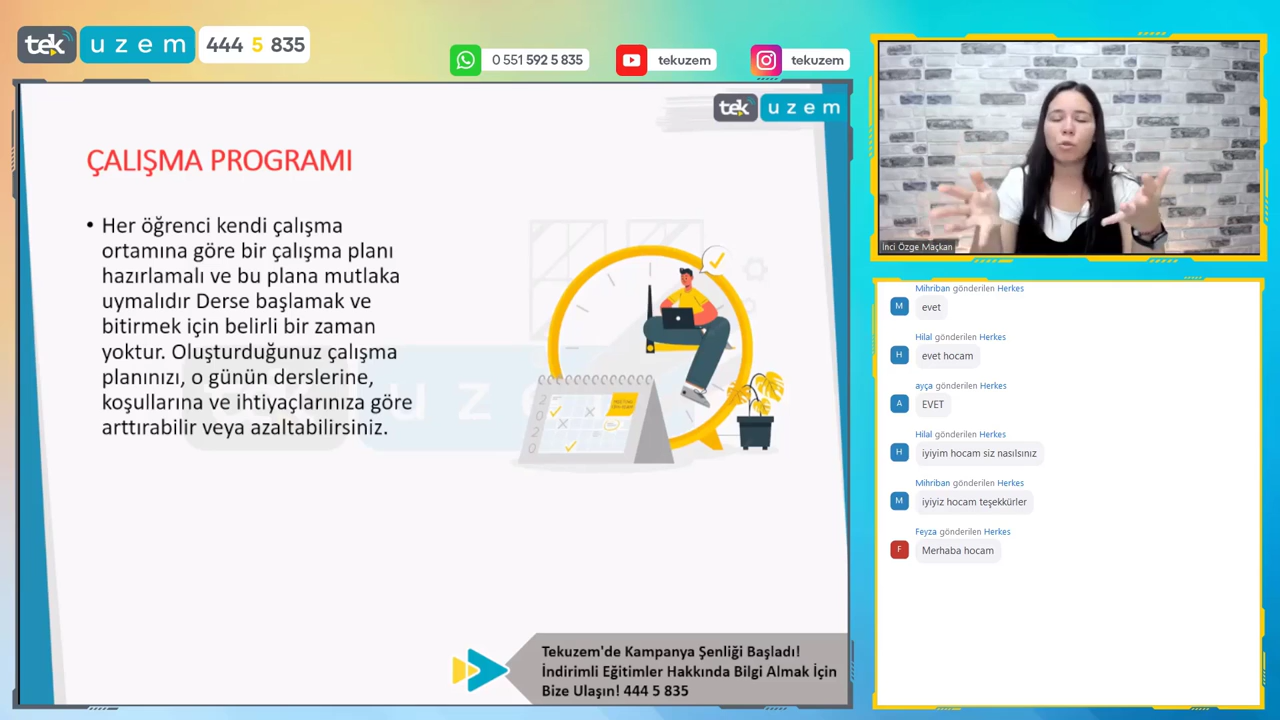 tek
uzem
444 5 835
0 551 592 5 835
tekuzem
tekuzem
tek
uzem
ÇALIŞMA PROGRAMI
• Her öğrenci kendi çalışma
ortamına göre bir çalışma planı
hazırlamalı ve bu plana mutlaka
uymalıdır Derse başlamak ve
bitirmek için belirli bir zaman
yoktur. Oluşturduğunuz çalışma
planınızı, o günün derslerine,
koşullarına ve ihtiyaçlarınıza göre
arttırabilir veya azaltabilirsiniz.
2020
Tekuzem'de Kampanya Şenliği Başladı!
İndirimli Eğitimler Hakkında Bilgi Almak İçin
Bize Ulaşın! 444 5 835
İnci Özge Maçkan
Mihriban gönderilen Herkes
M
evet
Hilal gönderilen Herkes
H
evet hocam
ayça gönderilen Herkes
A
EVET
Hilal gönderilen Herkes
H
iyiyim hocam siz nasılsınız
Mihriban gönderilen Herkes
M
iyiyiz hocam teşekkürler
Feyza gönderilen Herkes
F
Merhaba hocam